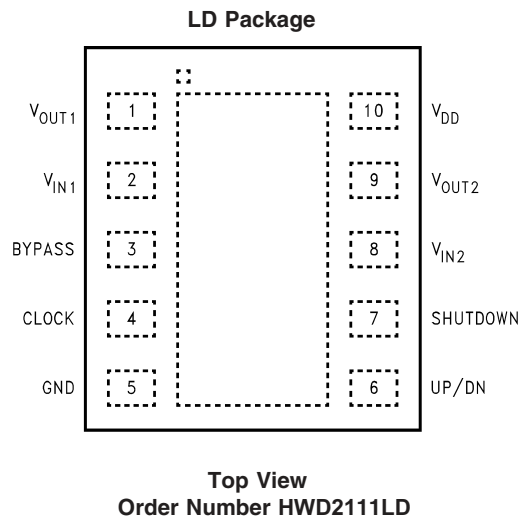 LD Package
VOUT1 1 10 VDD
VIN1 2 9 VOUT2
BYPASS 3 8 VIN2
CLOCK 4 7 SHUTDOWN
GND 5 6 UP/DN
Top View
Order Number HWD2111LD